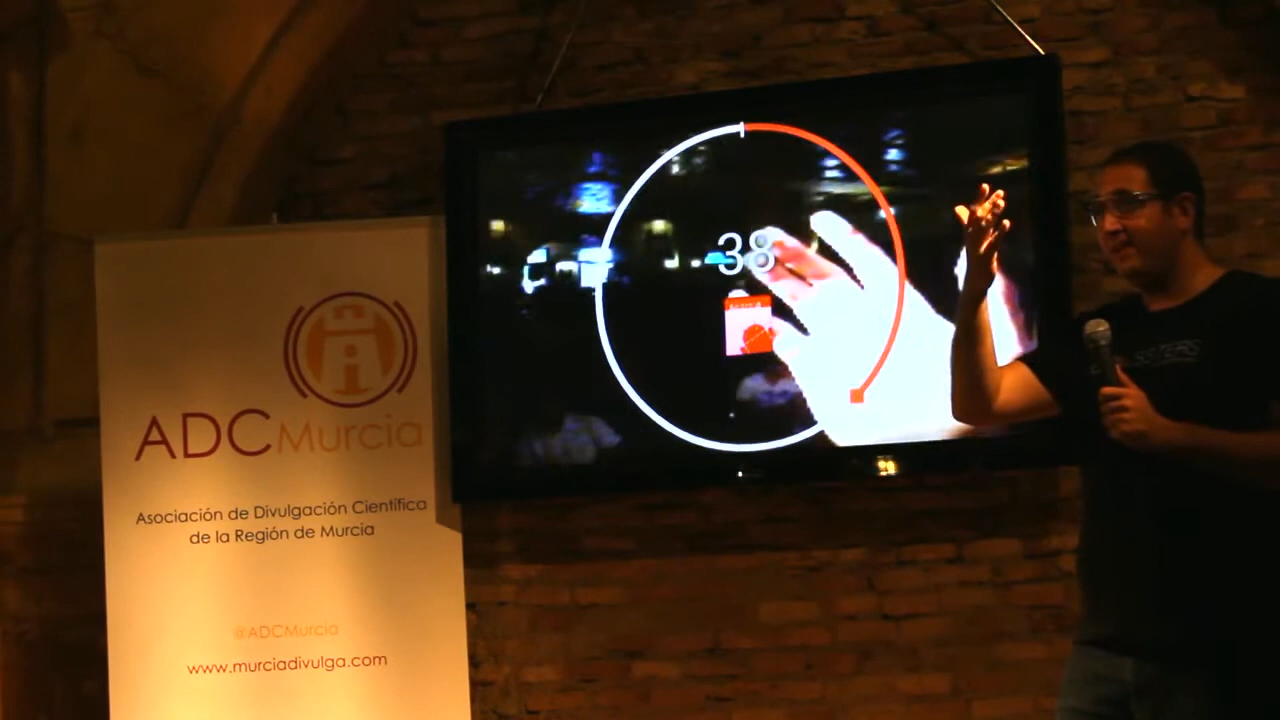 ADCMurcia
Asociación de Divulgación Científica
de la Región de Murcia
@ADCMurcia
www.murciadivulga.com
38